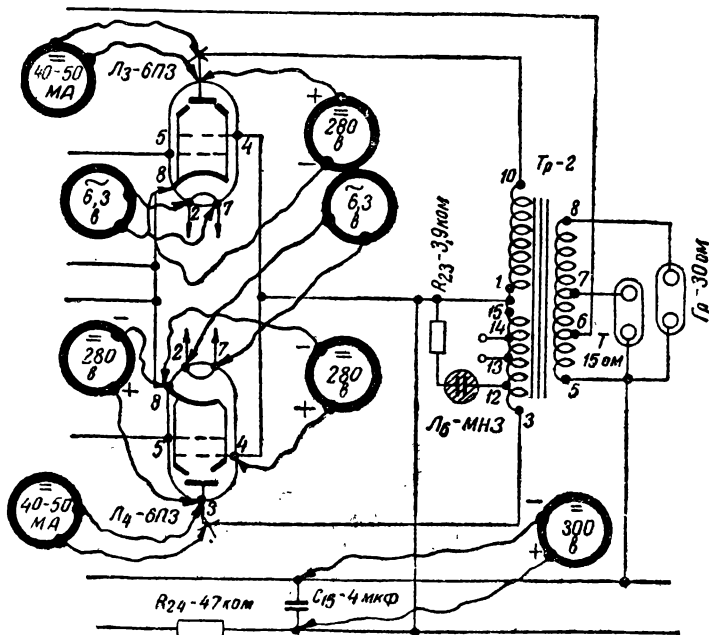 =
40-50
МА
Л3-6П3
5
4
8
2
7
~
6,3
в
+
=
280
в
-
~
6,3
в
Тр-2
10
8
1
7
15
14
6
13
12
5
3
R23-3,9ком
Т
15ом
Гр-30ом
Л6-МН3
-
=
280
в
+
2
7
8
5
4
3
-
=
280
в
+
=
40-50
МА
Л4-6П3
-
=
300
в
+
R24-47ком
C15-4мкф